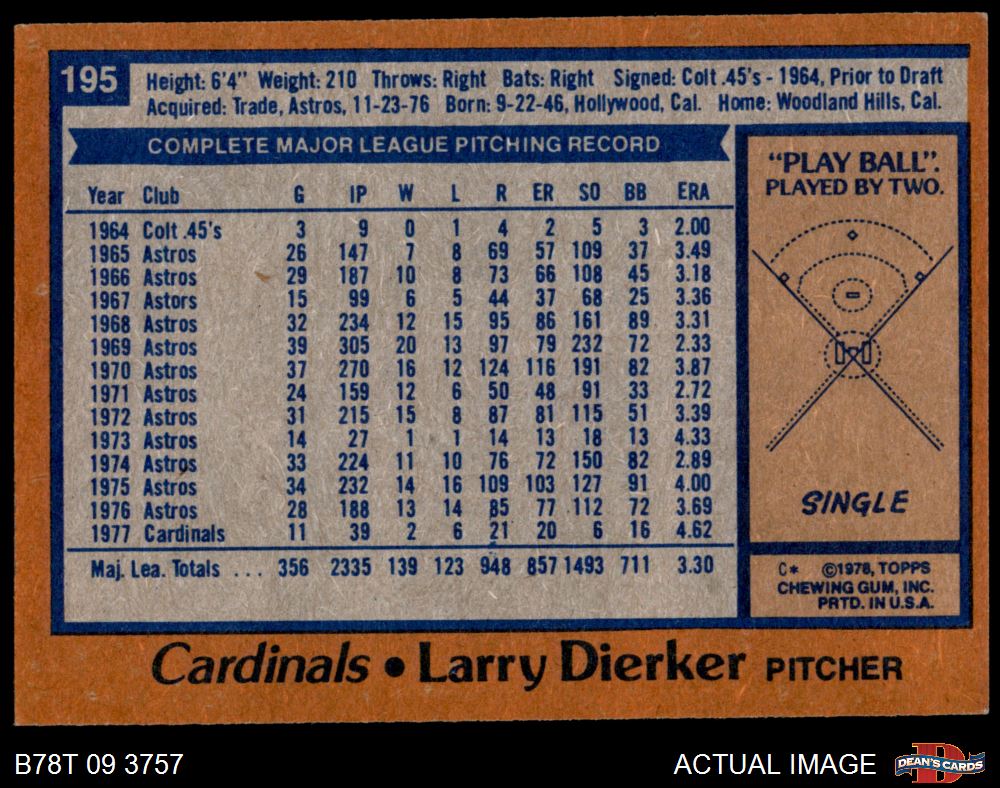 195
Height: 6'4" Weight: 210 Throws: Right Bats: Right Signed: Colt .45's - 1964, Prior to Draft
Acquired: Trade, Astros, 11-23-76 Born: 9-22-46, Hollywood, Cal. Home: Woodland Hills, Cal.
COMPLETE MAJOR LEAGUE PITCHING RECORD
Year Club G IP W L R ER SO BB ERA
1964 Colt .45's 3 9 0 1 4 2 5 3 2.00
1965 Astros 26 147 7 8 69 57 109 37 3.49
1966 Astros 29 187 10 8 73 66 108 45 3.18
1967 Astors 15 99 6 5 44 37 68 25 3.36
1968 Astros 32 234 12 15 95 86 161 89 3.31
1969 Astros 39 305 20 13 97 79 232 72 2.33
1970 Astros 37 270 16 12 124 116 191 82 3.87
1971 Astros 24 159 12 6 50 48 91 33 2.72
1972 Astros 31 215 15 8 87 81 115 51 3.39
1973 Astros 14 27 1 1 14 13 18 13 4.33
1974 Astros 33 224 11 10 76 72 150 82 2.89
1975 Astros 34 232 14 16 109 103 127 91 4.00
1976 Astros 28 188 13 14 85 77 112 72 3.69
1977 Cardinals 11 39 2 6 21 20 6 16 4.62
Maj. Lea. Totals ... 356 2335 139 123 948 857 1493 711 3.30
"PLAY BALL".
PLAYED BY TWO.
SINGLE
C* ©1978, TOPPS
CHEWING GUM, INC.
PRTD. IN U.S.A.
Cardinals • Larry Dierker PITCHER
B78T 09 3757
ACTUAL IMAGE
D
DEAN'S CARDS